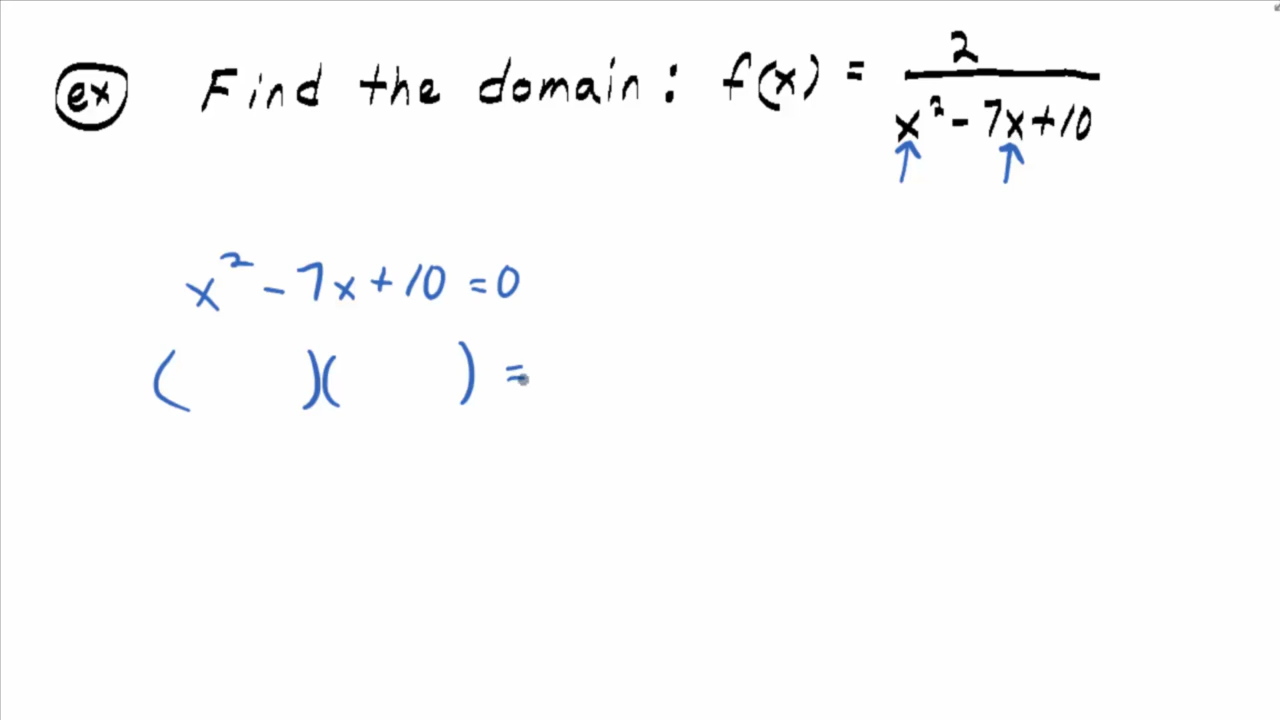 ex Find the domain: f(x) = 2/(x² - 7x + 10)
x² - 7x + 10 = 0
( )( ) =